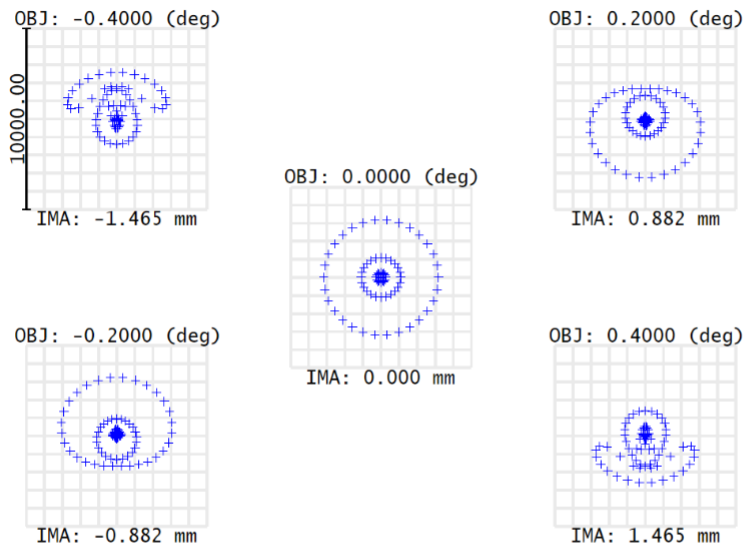 OBJ: -0.4000 (deg)
10000.00
IMA: -1.465 mm
OBJ: 0.2000 (deg)
IMA: 0.882 mm
OBJ: 0.0000 (deg)
IMA: 0.000 mm
OBJ: -0.2000 (deg)
IMA: -0.882 mm
OBJ: 0.4000 (deg)
IMA: 1.465 mm